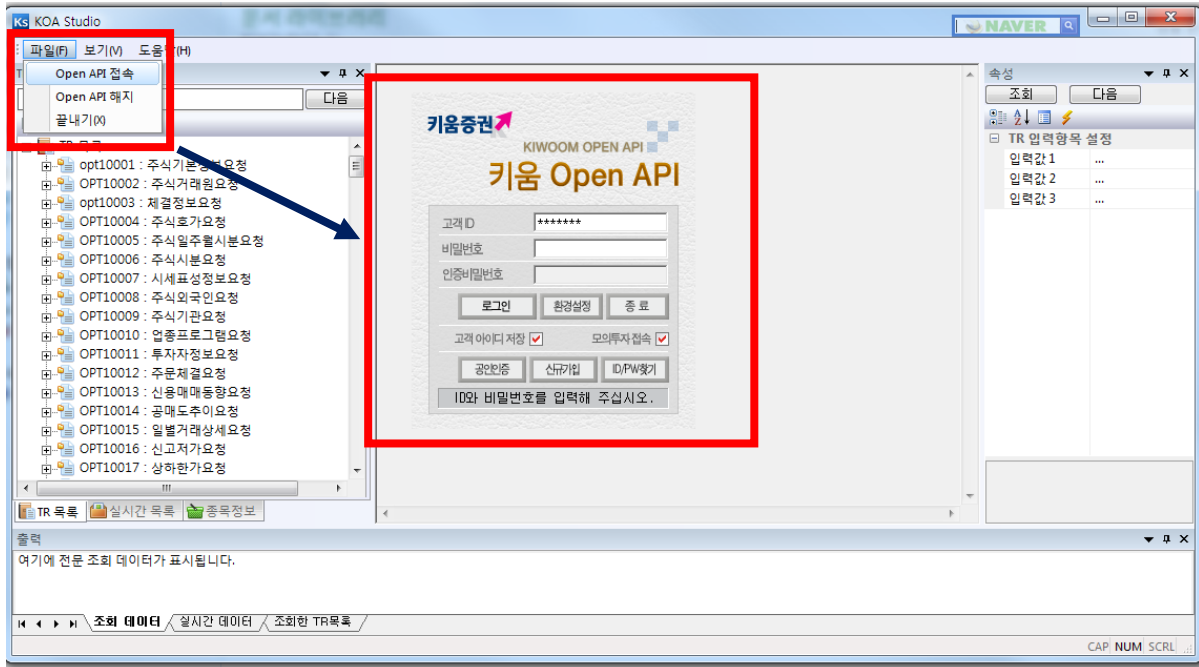 KOA Studio
NAVER
파일(F) 보기(V) 도움말(H)
Open API 접속
Open API 해지
끝내기(X)
다음
TR 목록
opt10001 : 주식기본정보요청
OPT10002 : 주식거래원요청
opt10003 : 체결정보요청
OPT10004 : 주식호가요청
OPT10005 : 주식일주월시분요청
OPT10006 : 주식시분요청
OPT10007 : 시세표성정보요청
OPT10008 : 주식외국인요청
OPT10009 : 주식기관요청
OPT10010 : 업종프로그램요청
OPT10011 : 투자자정보요청
OPT10012 : 주문체결요청
OPT10013 : 신용매매동향요청
OPT10014 : 공매도추이요청
OPT10015 : 일별거래상세요청
OPT10016 : 신고저가요청
OPT10017 : 상하한가요청
TR 목록 실시간 목록 종목정보
키움증권
KIWOOM OPEN API
키움 Open API
고객 ID *******
비밀번호
인증비밀번호
로그인 환경설정 종 료
고객 아이디 저장 모의투자 접속
공인인증 신규가입 ID/PW찾기
ID와 비밀번호를 입력해 주십시오.
속성
조회 다음
TR 입력항목 설정
입력값 1 ...
입력값 2 ...
입력값 3 ...
출력
여기에 전문 조회 데이터가 표시됩니다.
조회 데이터 실시간 데이터 조회한 TR목록
CAP NUM SCRL